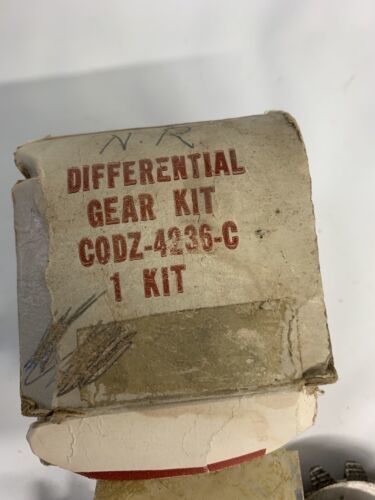 N.R.
DIFFERENTIAL
GEAR KIT
CODZ-4236-C
1 KIT